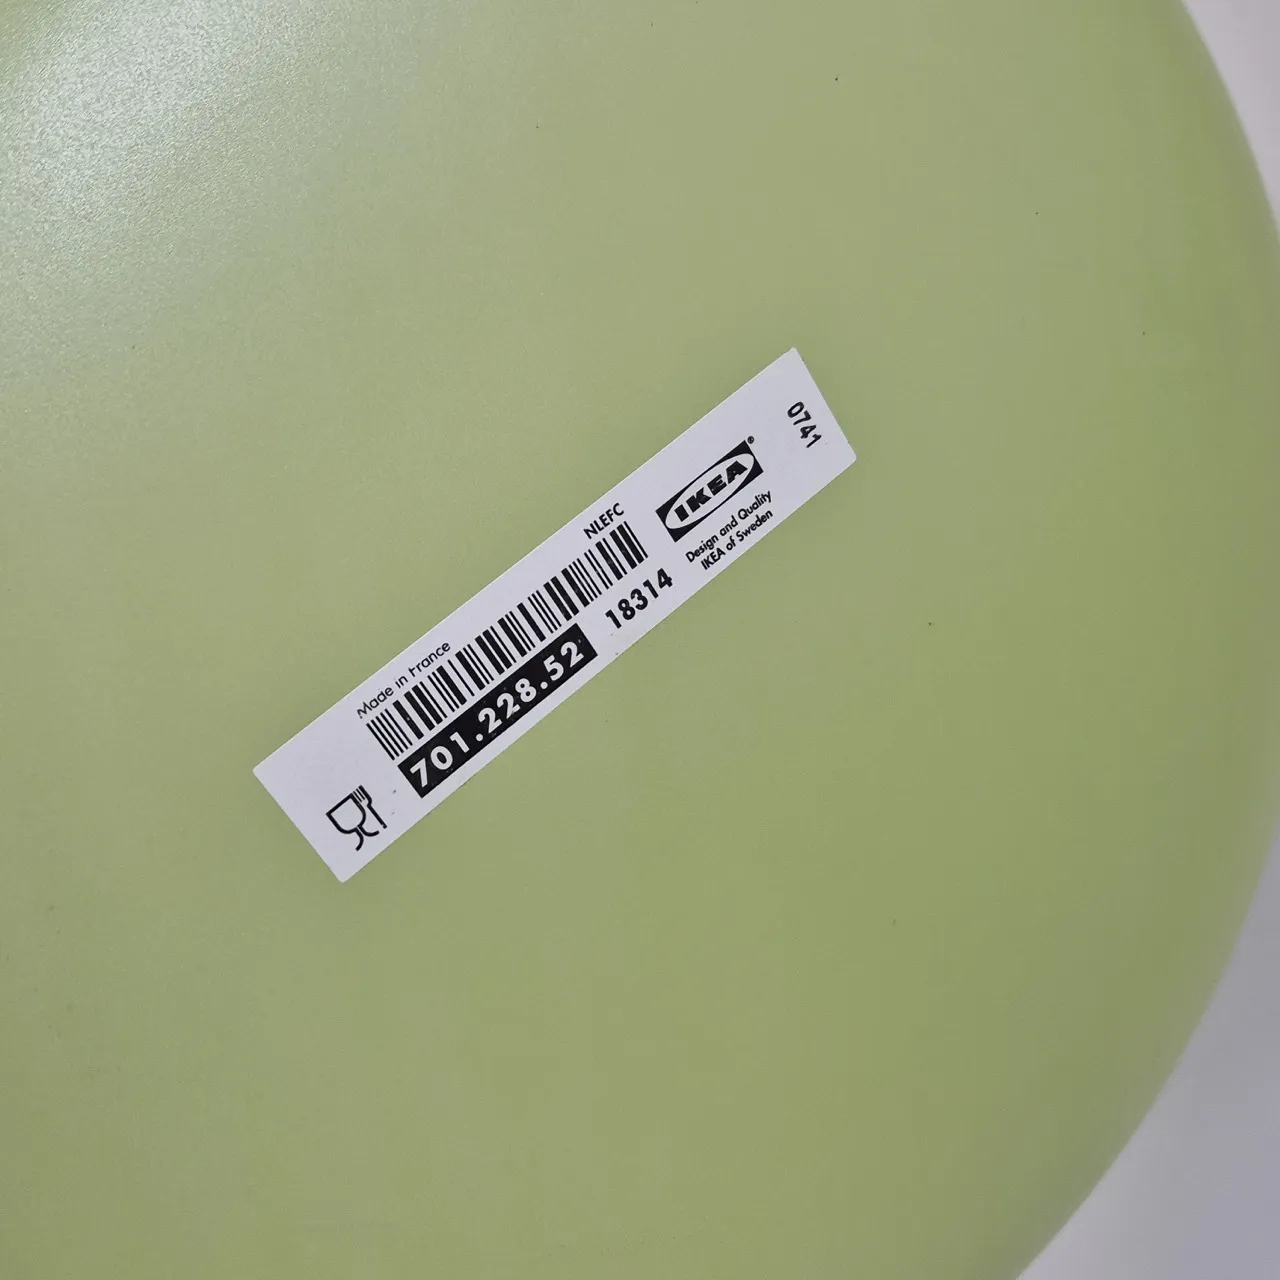 Made in France
NLEFC
701.228.52
18314
IKEA®
Design and Quality
IKEA of Sweden
0741